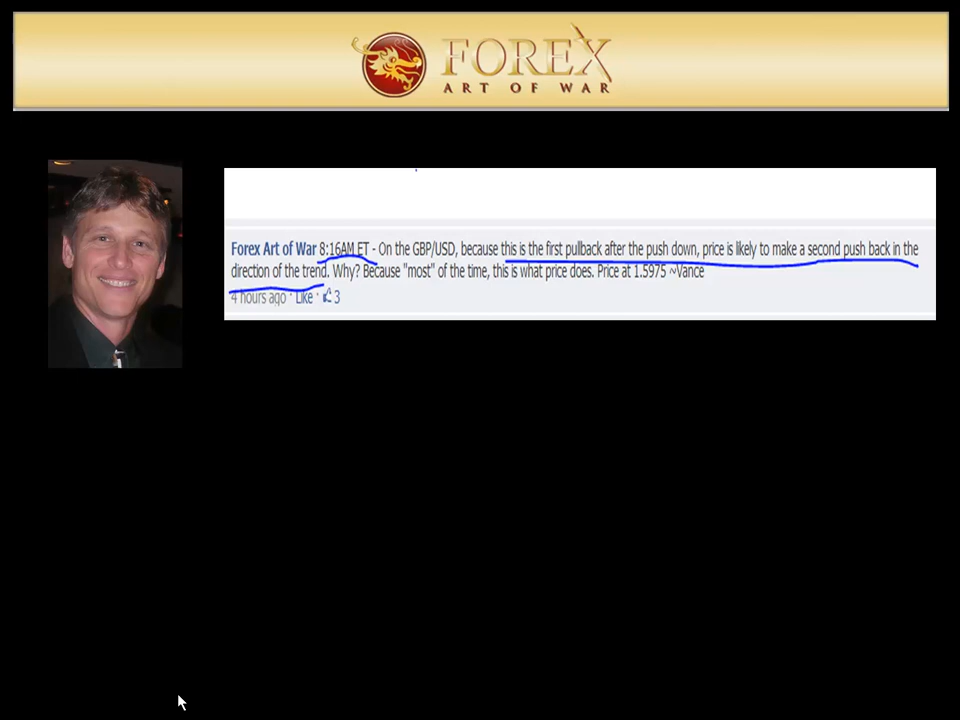 FOREX
ART OF WAR
Forex Art of War 8:16AM ET - On the GBP/USD, because this is the first pullback after the push down, price is likely to make a second push back in the
direction of the trend. Why? Because "most" of the time, this is what price does. Price at 1.5975 ~Vance
4 hours ago · Like · 3